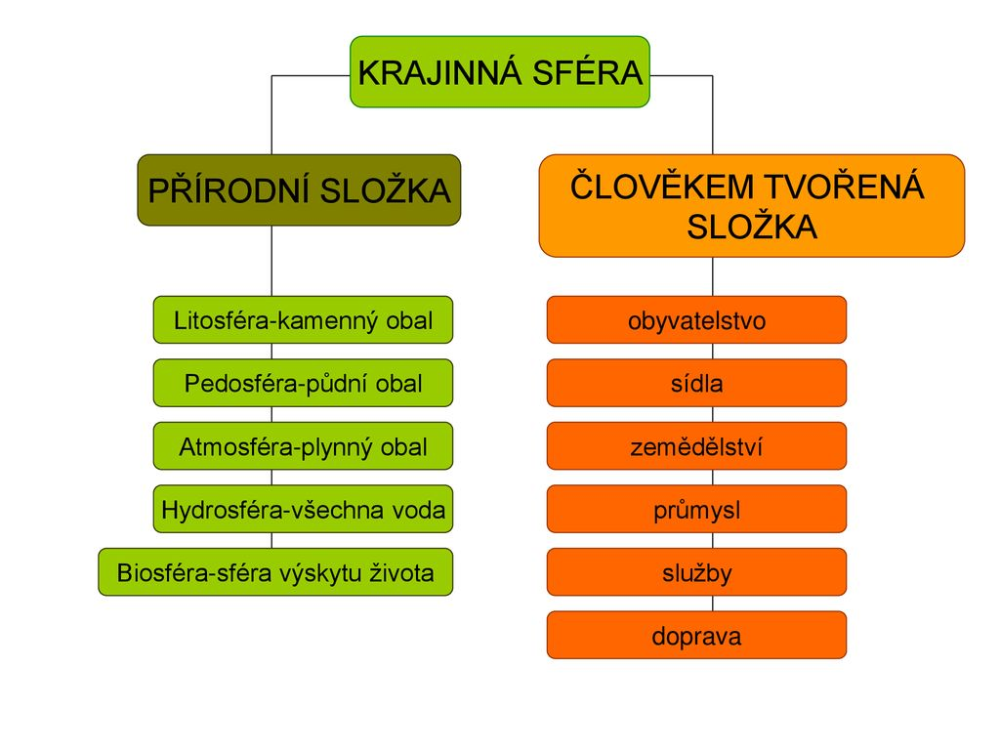 KRAJINNÁ SFÉRA
PŘÍRODNÍ SLOŽKA
ČLOVĚKEM TVOŘENÁ
SLOŽKA
Litosféra-kamenný obal
Pedosféra-půdní obal
Atmosféra-plynný obal
Hydrosféra-všechna voda
Biosféra-sféra výskytu života
obyvatelstvo
sídla
zemědělství
průmysl
služby
doprava